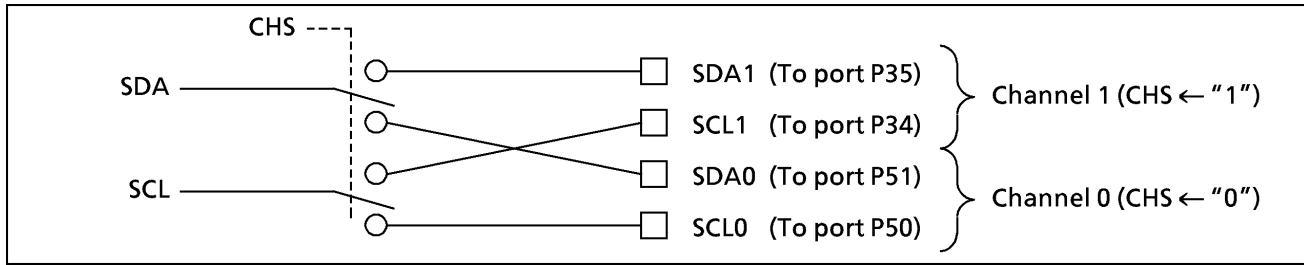 CHS
SDA
SCL
SDA1 (To port P35)
SCL1 (To port P34)
SDA0 (To port P51)
SCL0 (To port P50)
Channel 1 (CHS ← “1”)
Channel 0 (CHS ← “0”)